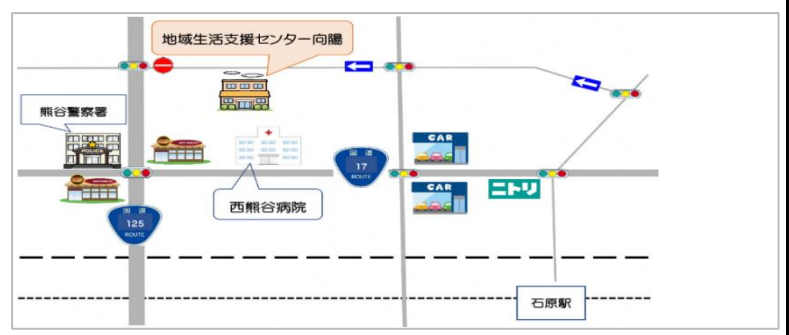 地域生活支援センター向陽
熊谷警察署
POLICE
CAR
国道
17
ROUTE
ニトリ
CAR
西熊谷病院
国道
125
ROUTE
石原駅